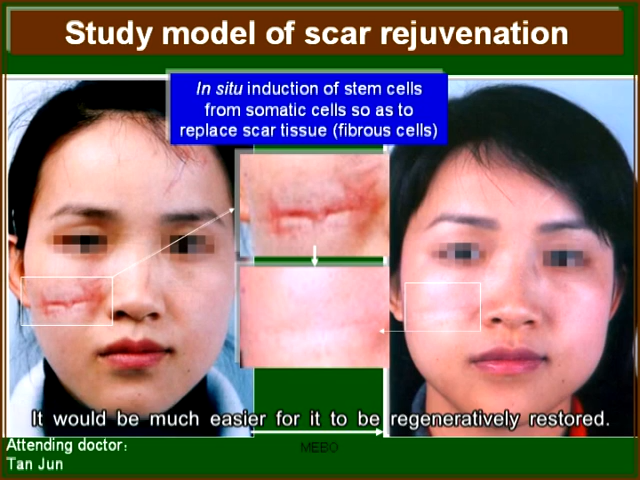 Study model of scar rejuvenation
In situ induction of stem cells
from somatic cells so as to
replace scar tissue (fibrous cells)
It would be much easier for it to be regeneratively restored.
Attending doctor:
Tan Jun
MEBO